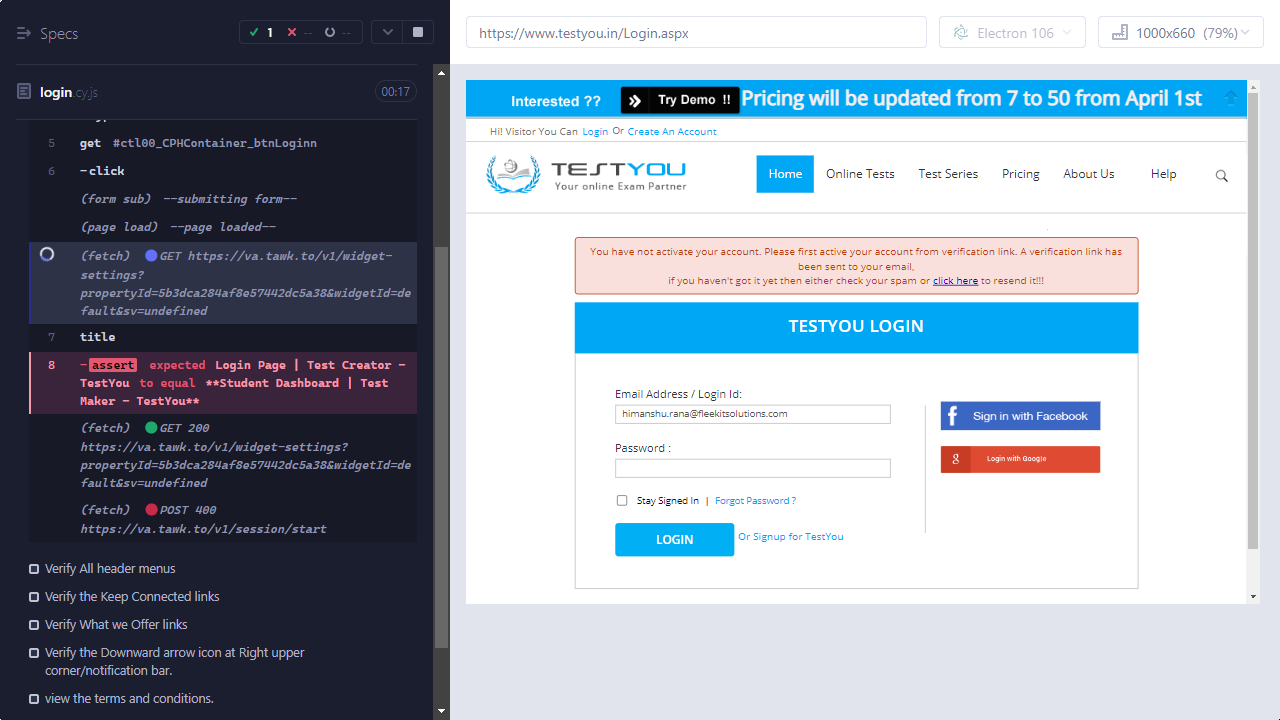 Specs
1
--
--
https://www.testyou.in/Login.aspx
Electron 106
1000x660 (79%)
login.cy.js
00:17
5 get #ctl00_CPHContainer_btnLoginn
6 -click
(form sub) --submitting form--
(page load) --page loaded--
(fetch) GET https://va.tawk.to/v1/widget-
settings?
propertyId=5b3dca284af8e57442dc5a38&widgetId=de
fault&sv=undefined
7 title
8 -assert expected Login Page | Test Creator -
TestYou to equal **Student Dashboard | Test
Maker - TestYou**
(fetch) GET 200
https://va.tawk.to/v1/widget-settings?
propertyId=5b3dca284af8e57442dc5a38&widgetId=de
fault&sv=undefined
(fetch) POST 400
https://va.tawk.to/v1/session/start
Verify All header menus
Verify the Keep Connected links
Verify What we Offer links
Verify the Downward arrow icon at Right upper
corner/notification bar.
view the terms and conditions.
Interested ?? Try Demo !! Pricing will be updated from 7 to 50 from April 1st
Hi! Visitor You Can Login Or Create An Account
TESTYOU
Your online Exam Partner
Home Online Tests Test Series Pricing About Us Help
You have not activate your account. Please first active your account from verification link. A verification link has
been sent to your email,
if you haven't got it yet then either check your spam or click here to resend it!!!
TESTYOU LOGIN
Email Address / Login Id:
himanshu.rana@fleekitsolutions.com
Password :
Stay Signed In | Forgot Password ?
LOGIN Or Signup for TestYou
f Sign in with Facebook
g Login with Google